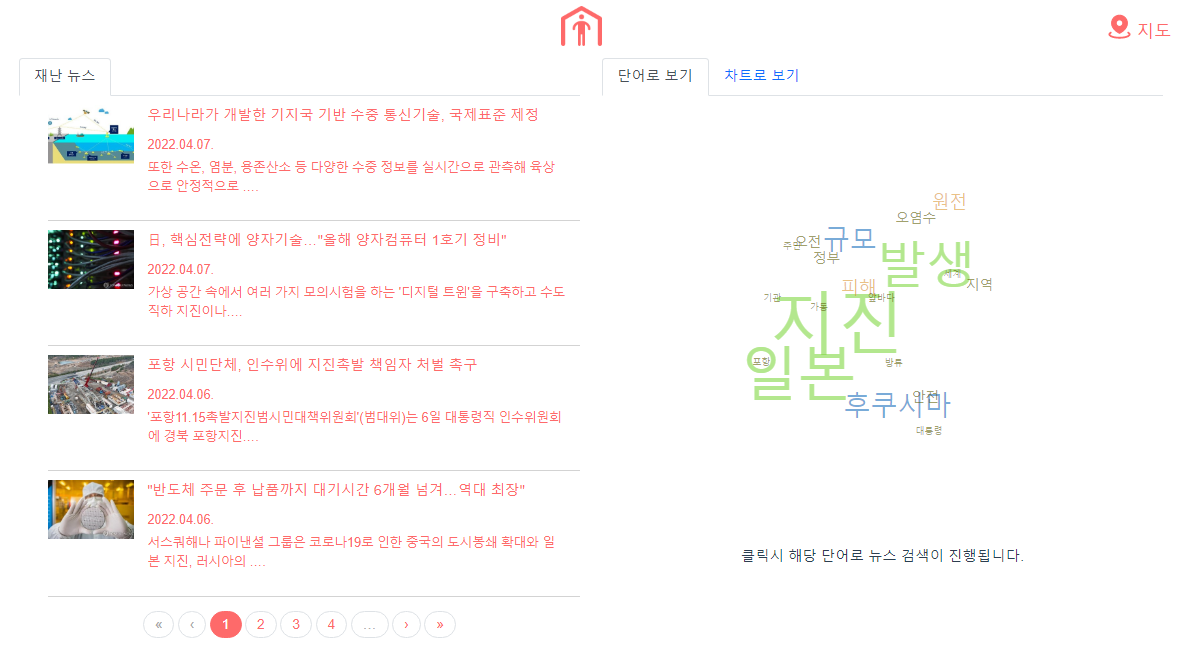 지도
재난 뉴스
우리나라가 개발한 기지국 기반 수중 통신기술, 국제표준 제정
2022.04.07.
또한 수온, 염분, 용존산소 등 다양한 수중 정보를 실시간으로 관측해 육상
으로 안정적으로 ....
日, 핵심전략에 양자기술…"올해 양자컴퓨터 1호기 정비"
2022.04.07.
가상 공간 속에서 여러 가지 모의시험을 하는 '디지털 트윈'을 구축하고 수도
직하 지진이나....
포항 시민단체, 인수위에 지진촉발 책임자 처벌 촉구
2022.04.06.
'포항11.15촉발지진범시민대책위원회'(범대위)는 6일 대통령직 인수위원회
에 경북 포항지진....
"반도체 주문 후 납품까지 대기시간 6개월 넘겨…역대 최장"
2022.04.06.
서스쿼해나 파이낸셜 그룹은 코로나19로 인한 중국의 도시봉쇄 확대와 일
본 지진, 러시아의 ....
« ‹ 1 2 3 4 … › »
단어로 보기 차트로 보기
원전
오염수
규모
오전
주민
정부
발생
세계
지역
피해
앞바다
기관
가동
지진
일본
포항
방류
안전
후쿠시마
대통령
클릭시 해당 단어로 뉴스 검색이 진행됩니다.